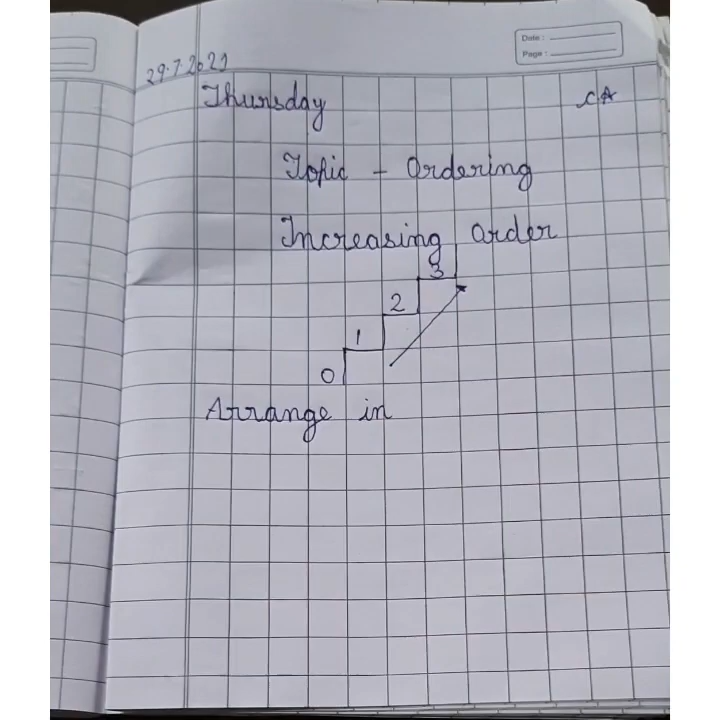 Date :
Page :
29.7.2021
Thursday
CA
Topic - Ordering
Increasing order
3
2
1
0
Arrange in